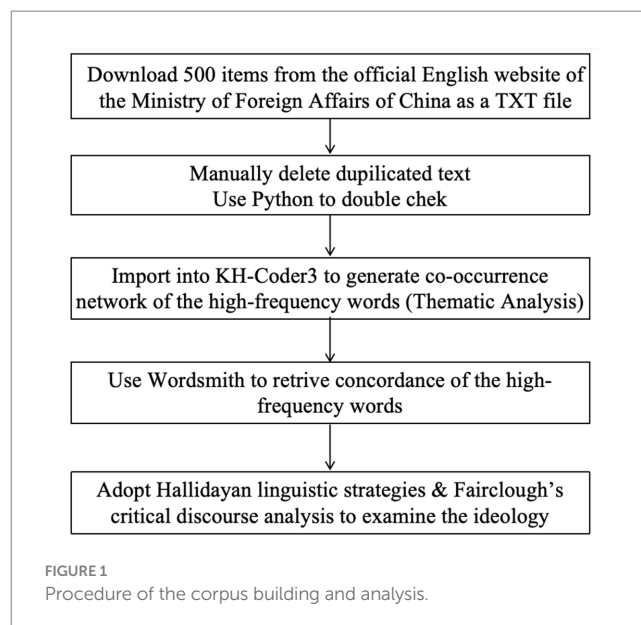 Download 500 items from the official English website of
the Ministry of Foreign Affairs of China as a TXT file
Manually delete dupilicated text
Use Python to double chek
Import into KH-Coder3 to generate co-occurrence
network of the high-frequency words (Thematic Analysis)
Use Wordsmith to retrive concordance of the high-
frequency words
Adopt Hallidayan linguistic strategies & Fairclough’s
critical discourse analysis to examine the ideology
FIGURE 1
Procedure of the corpus building and analysis.